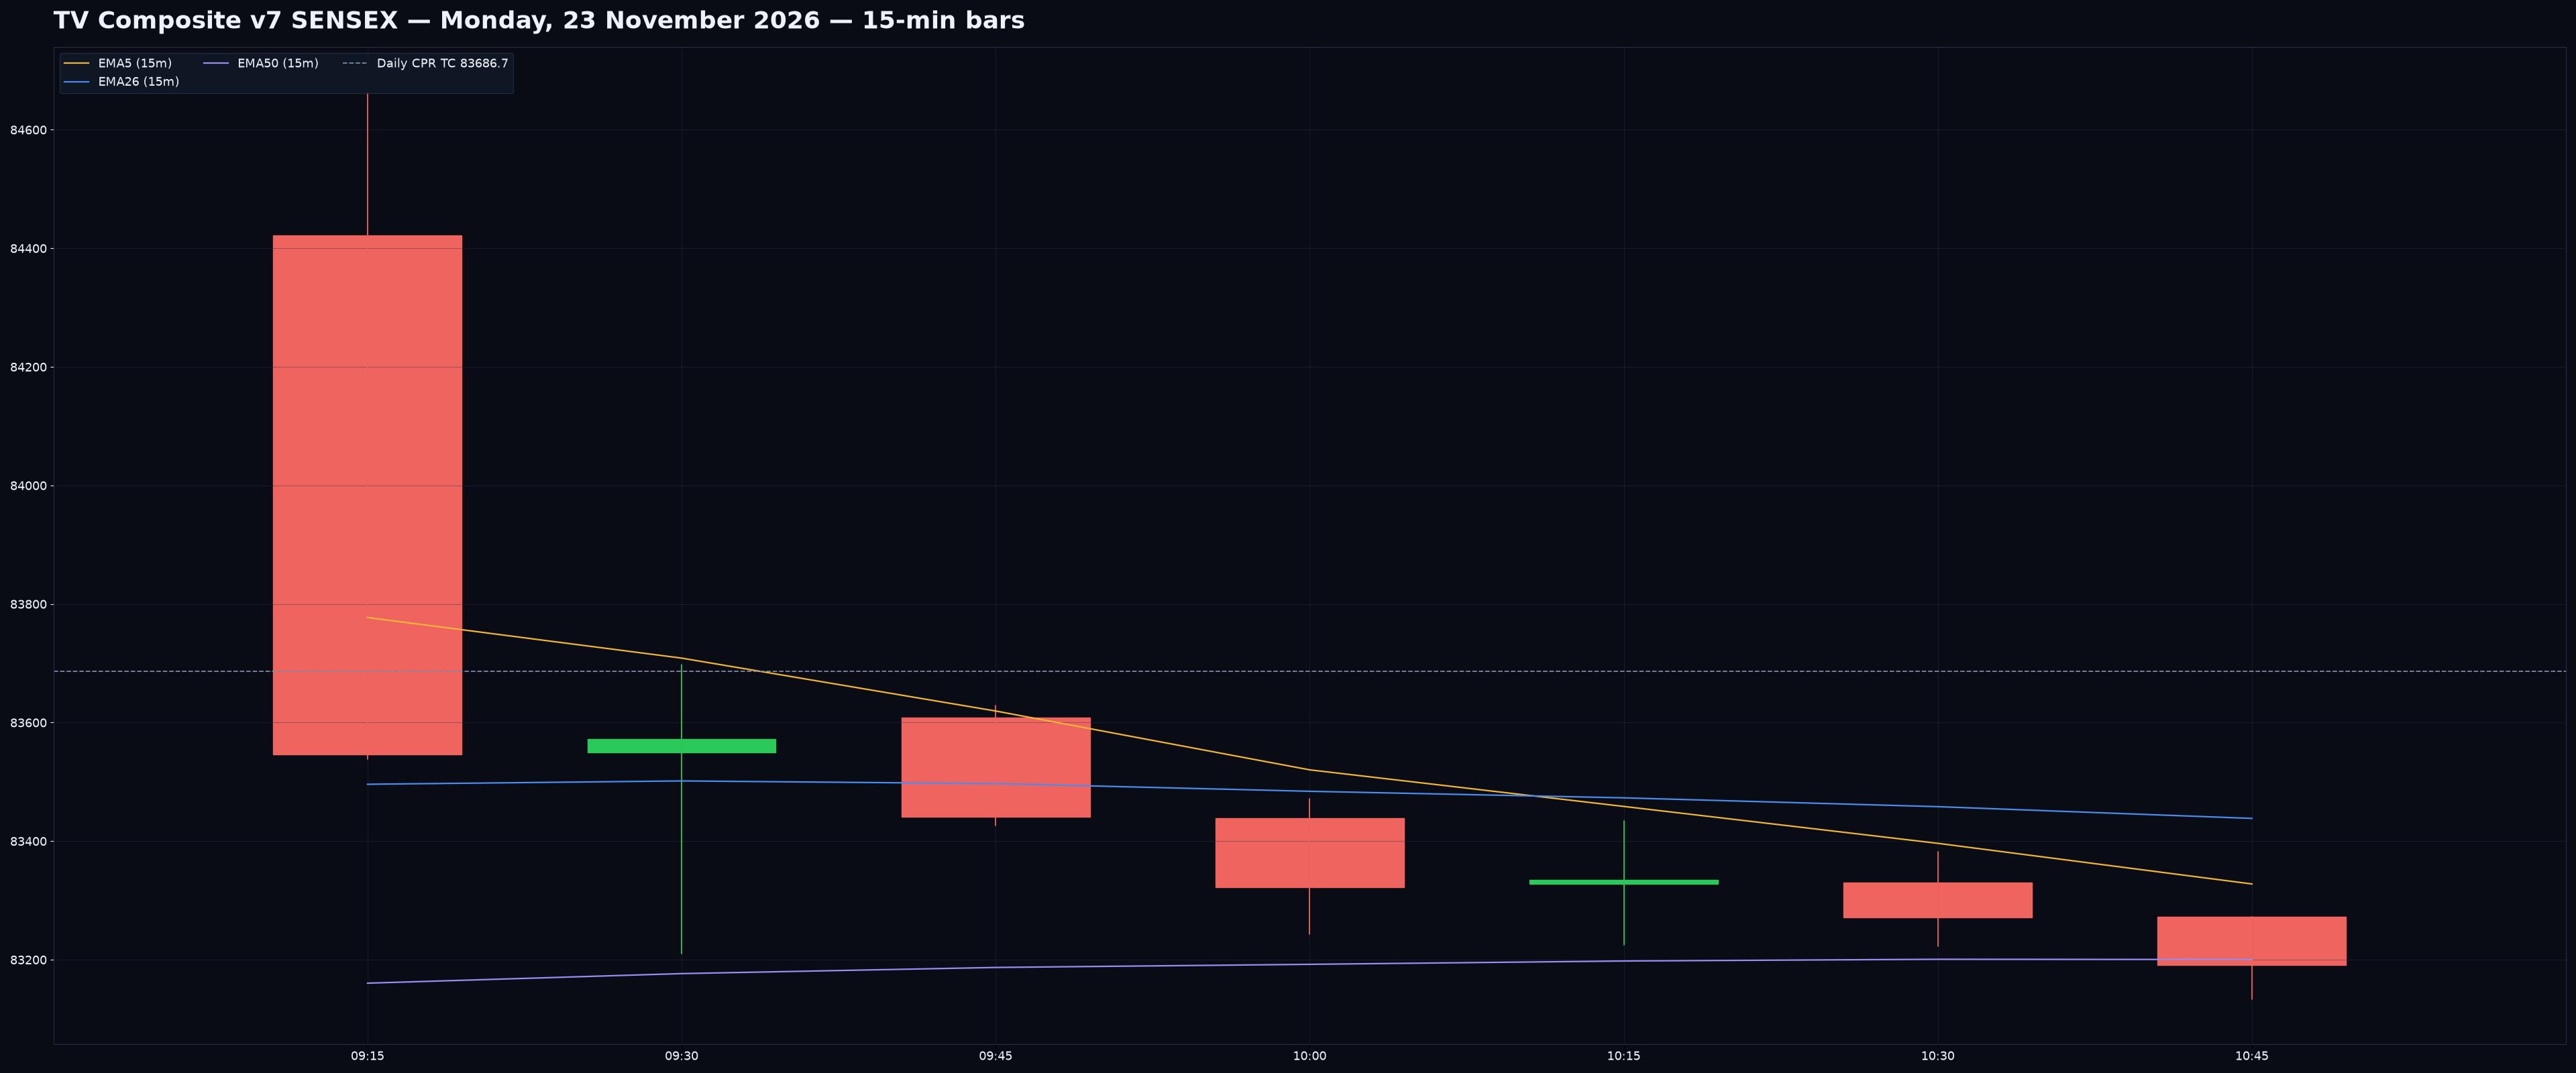 TV Composite v7 SENSEX — Monday, 23 November 2026 — 15-min bars
EMA5 (15m) EMA50 (15m) Daily CPR TC 83686.7
EMA26 (15m)
84600
84400
84200
84000
83800
83600
83400
83200
09:15 09:30 09:45 10:00 10:15 10:30 10:45